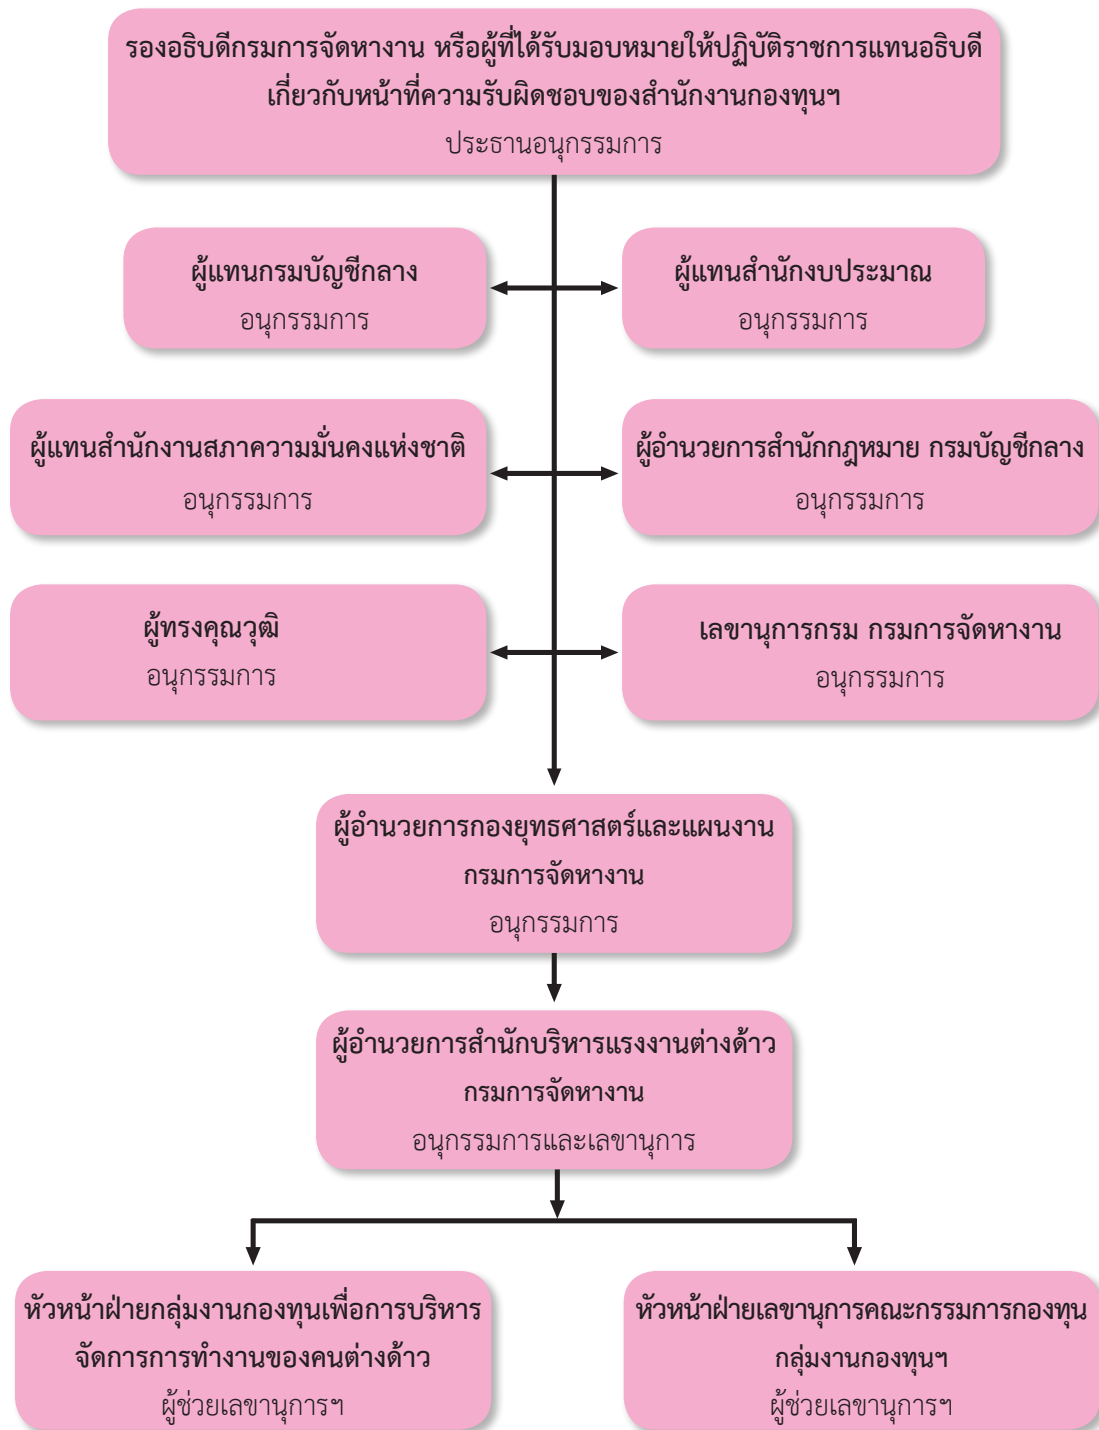 รองอธิบดีกรมการจัดหางาน หรือผู้ที่ได้รับมอบหมายให้ปฏิบัติราชการแทนอธิบดี
เกี่ยวกับหน้าที่ความรับผิดชอบของสำนักงานกองทุนฯ
ประธานอนุกรรมการ
ผู้แทนกรมบัญชีกลาง
อนุกรรมการ
ผู้แทนสำนักงบประมาณ
อนุกรรมการ
ผู้แทนสำนักงานสภาความมั่นคงแห่งชาติ
อนุกรรมการ
ผู้อำนวยการสำนักกฎหมาย กรมบัญชีกลาง
อนุกรรมการ
ผู้ทรงคุณวุฒิ
อนุกรรมการ
เลขานุการกรม กรมการจัดหางาน
อนุกรรมการ
ผู้อำนวยการกองยุทธศาสตร์และแผนงาน
กรมการจัดหางาน
อนุกรรมการ
ผู้อำนวยการสำนักบริหารแรงงานต่างด้าว
กรมการจัดหางาน
อนุกรรมการและเลขานุการ
หัวหน้าฝ่ายกลุ่มงานกองทุนเพื่อการบริหาร
จัดการการทำงานของคนต่างด้าว
ผู้ช่วยเลขานุการฯ
หัวหน้าฝ่ายเลขานุการคณะกรรมการกองทุน
กลุ่มงานกองทุนฯ
ผู้ช่วยเลขานุการฯ